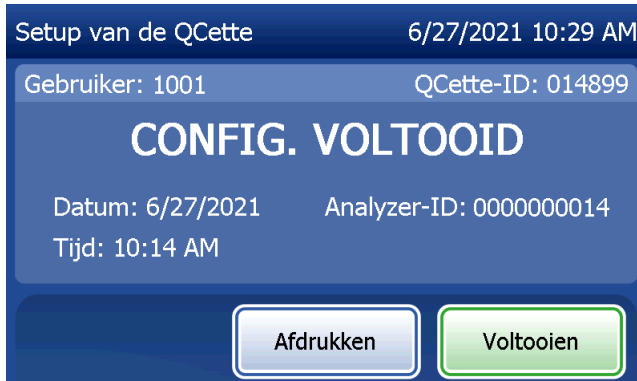 Setup van de QCette 6/27/2021 10:29 AM
Gebruiker: 1001 QCette-ID: 014899
CONFIG. VOLTOOID
Datum: 6/27/2021 Analyzer-ID: 0000000014
Tijd: 10:14 AM
Afdrukken Voltooien